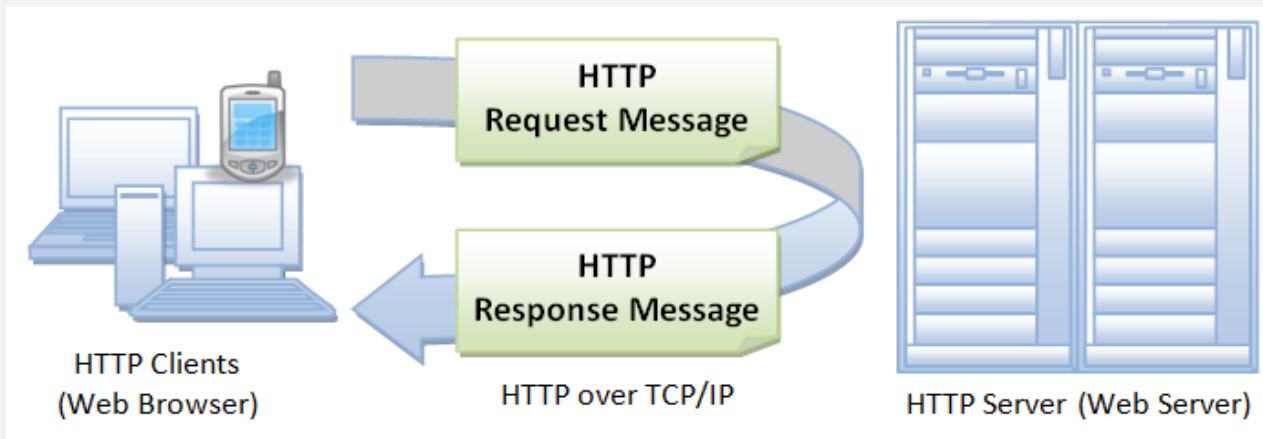 HTTP
Request Message
HTTP
Response Message
HTTP Clients
(Web Browser)
HTTP over TCP/IP
HTTP Server (Web Server)